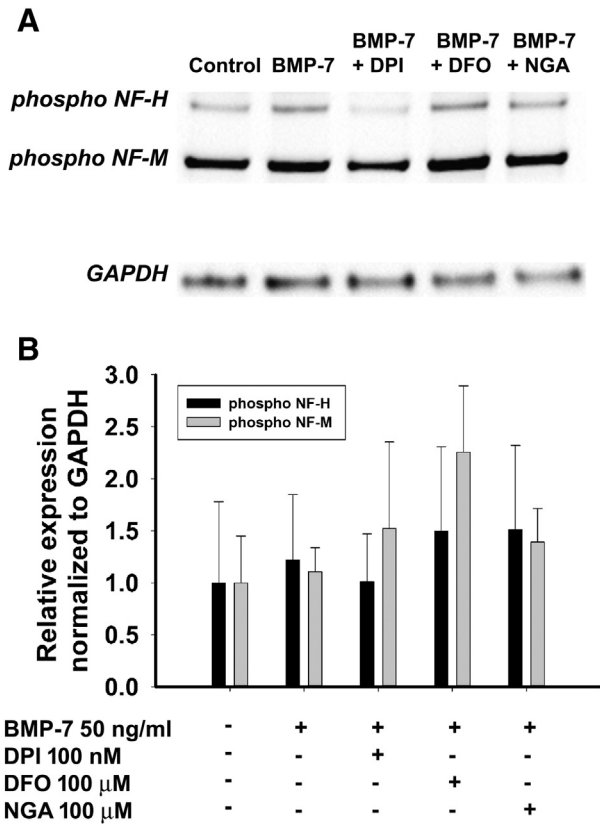 A
Control BMP-7 BMP-7 + DPI BMP-7 + DFO BMP-7 + NGA
phospho NF-H
phospho NF-M
GAPDH
B
Relative expression
normalized to GAPDH
3.0
2.5
2.0
1.5
1.0
0.5
0.0
phospho NF-H
phospho NF-M
BMP-7 50 ng/ml - + + + +
DPI 100 nM - - + - -
DFO 100 μM - - - + -
NGA 100 μM - - - - +